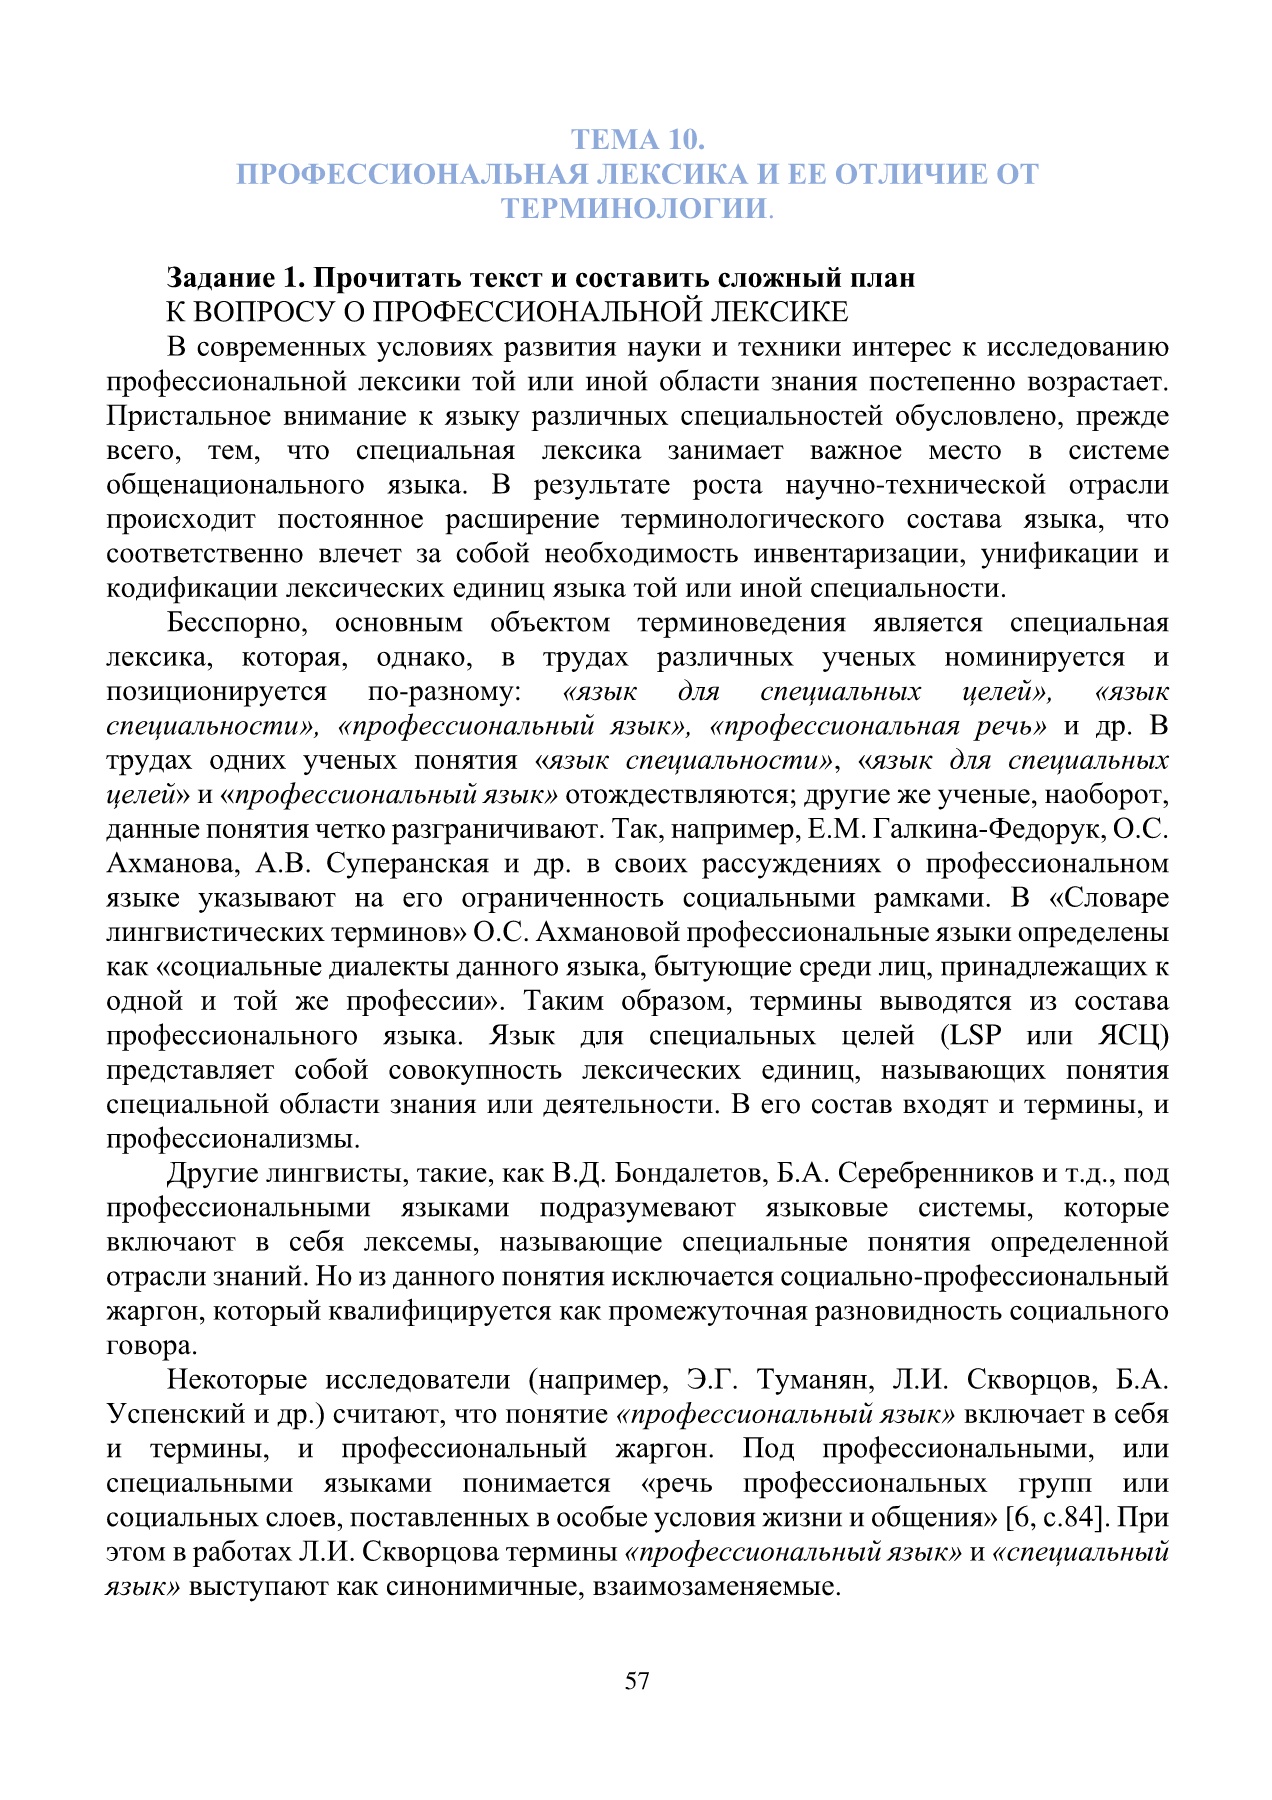 ТЕМА 10.
ПРОФЕССИОНАЛЬНАЯ ЛЕКСИКА И ЕЕ ОТЛИЧИЕ ОТ
ТЕРМИНОЛОГИИ.
Задание 1. Прочитать текст и составить сложный план
К ВОПРОСУ О ПРОФЕССИОНАЛЬНОЙ ЛЕКСИКЕ
В современных условиях развития науки и техники интерес к исследованию
профессиональной лексики той или иной области знания постепенно возрастает.
Пристальное внимание к языку различных специальностей обусловлено, прежде
всего, тем, что специальная лексика занимает важное место в системе
общенационального языка. В результате роста научно-технической отрасли
происходит постоянное расширение терминологического состава языка, что
соответственно влечет за собой необходимость инвентаризации, унификации и
кодификации лексических единиц языка той или иной специальности.
Бесспорно, основным объектом терминоведения является специальная
лексика, которая, однако, в трудах различных ученых номинируется и
позиционируется по-разному: «язык для специальных целей», «язык
специальности», «профессиональный язык», «профессиональная речь» и др. В
трудах одних ученых понятия «язык специальности», «язык для специальных
целей» и «профессиональный язык» отождествляются; другие же ученые, наоборот,
данные понятия четко разграничивают. Так, например, Е.М. Галкина-Федорук, О.С.
Ахманова, А.В. Суперанская и др. в своих рассуждениях о профессиональном
языке указывают на его ограниченность социальными рамками. В «Словаре
лингвистических терминов» О.С. Ахмановой профессиональные языки определены
как «социальные диалекты данного языка, бытующие среди лиц, принадлежащих к
одной и той же профессии». Таким образом, термины выводятся из состава
профессионального языка. Язык для специальных целей (LSP или ЯСЦ)
представляет собой совокупность лексических единиц, называющих понятия
специальной области знания или деятельности. В его состав входят и термины, и
профессионализмы.
Другие лингвисты, такие, как В.Д. Бондалетов, Б.А. Серебренников и т.д., под
профессиональными языками подразумевают языковые системы, которые
включают в себя лексемы, называющие специальные понятия определенной
отрасли знаний. Но из данного понятия исключается социально-профессиональный
жаргон, который квалифицируется как промежуточная разновидность социального
говора.
Некоторые исследователи (например, Э.Г. Туманян, Л.И. Скворцов, Б.А.
Успенский и др.) считают, что понятие «профессиональный язык» включает в себя
и термины, и профессиональный жаргон. Под профессиональными, или
специальными языками понимается «речь профессиональных групп или
социальных слоев, поставленных в особые условия жизни и общения» [6, с.84]. При
этом в работах Л.И. Скворцова термины «профессиональный язык» и «специальный
язык» выступают как синонимичные, взаимозаменяемые.
57